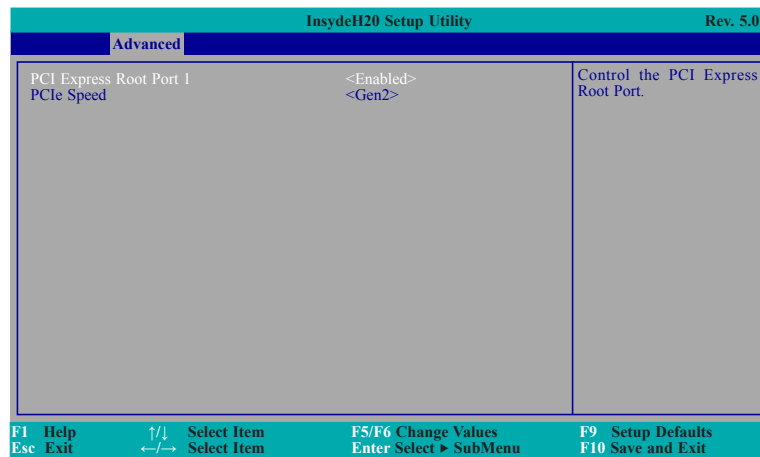 InsydeH20 Setup Utility Rev. 5.0
Advanced
PCI Express Root Port 1 <Enabled>
PCIe Speed <Gen2>
Control the PCI Express
Root Port.
F1 Help ↑/↓ Select Item F5/F6 Change Values F9 Setup Defaults
Esc Exit ←/→ Select Item Enter Select ► SubMenu F10 Save and Exit